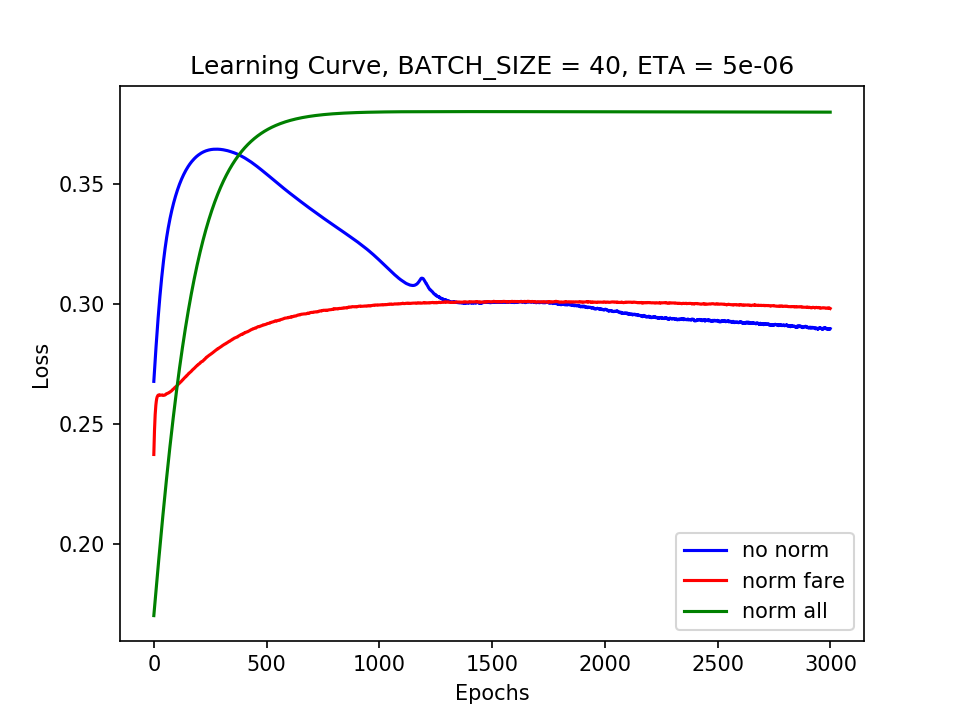 Learning Curve, BATCH_SIZE = 40, ETA = 5e-06
Loss
0.35
0.30
0.25
0.20
no norm
norm fare
norm all
0 500 1000 1500 2000 2500 3000
Epochs